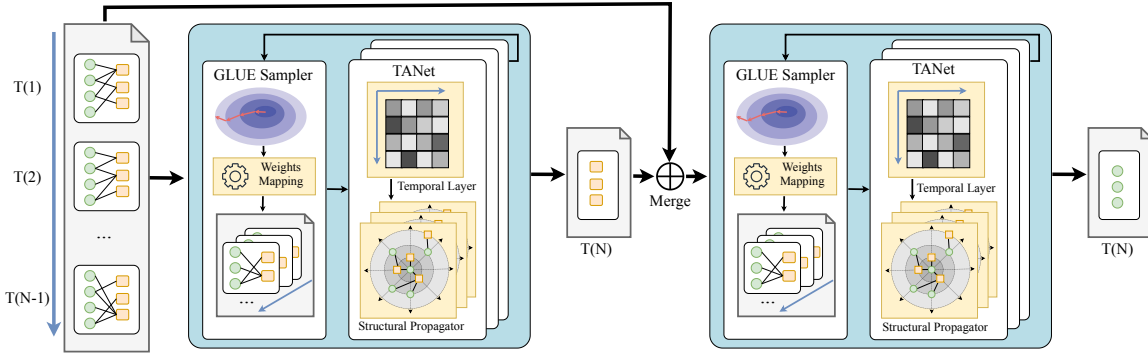 T(1)
T(2)
...
T(N-1)
GLUE Sampler
Weights
Mapping
...
TANet
Temporal Layer
Structural Propagator
T(N)
Merge
GLUE Sampler
Weights
Mapping
...
TANet
Temporal Layer
Structural Propagator
T(N)